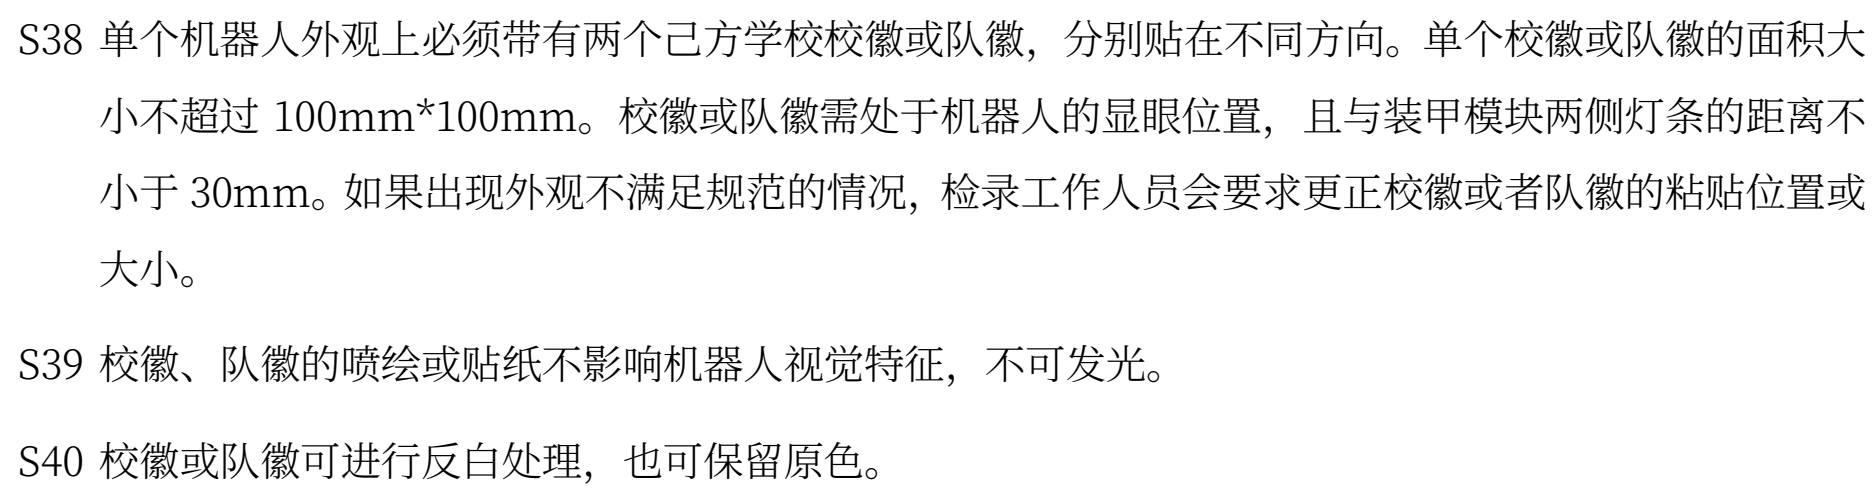 S38 单个机器人外观上必须带有两个己方学校校徽或队徽，分别贴在不同方向。单个校徽或队徽的面积大
小不超过 100mm*100mm。校徽或队徽需处于机器人的显眼位置，且与装甲模块两侧灯条的距离不
小于 30mm。如果出现外观不满足规范的情况，检录工作人员会要求更正校徽或者队徽的粘贴位置或
大小。
S39 校徽、队徽的喷绘或贴纸不影响机器人视觉特征，不可发光。
S40 校徽或队徽可进行反白处理，也可保留原色。